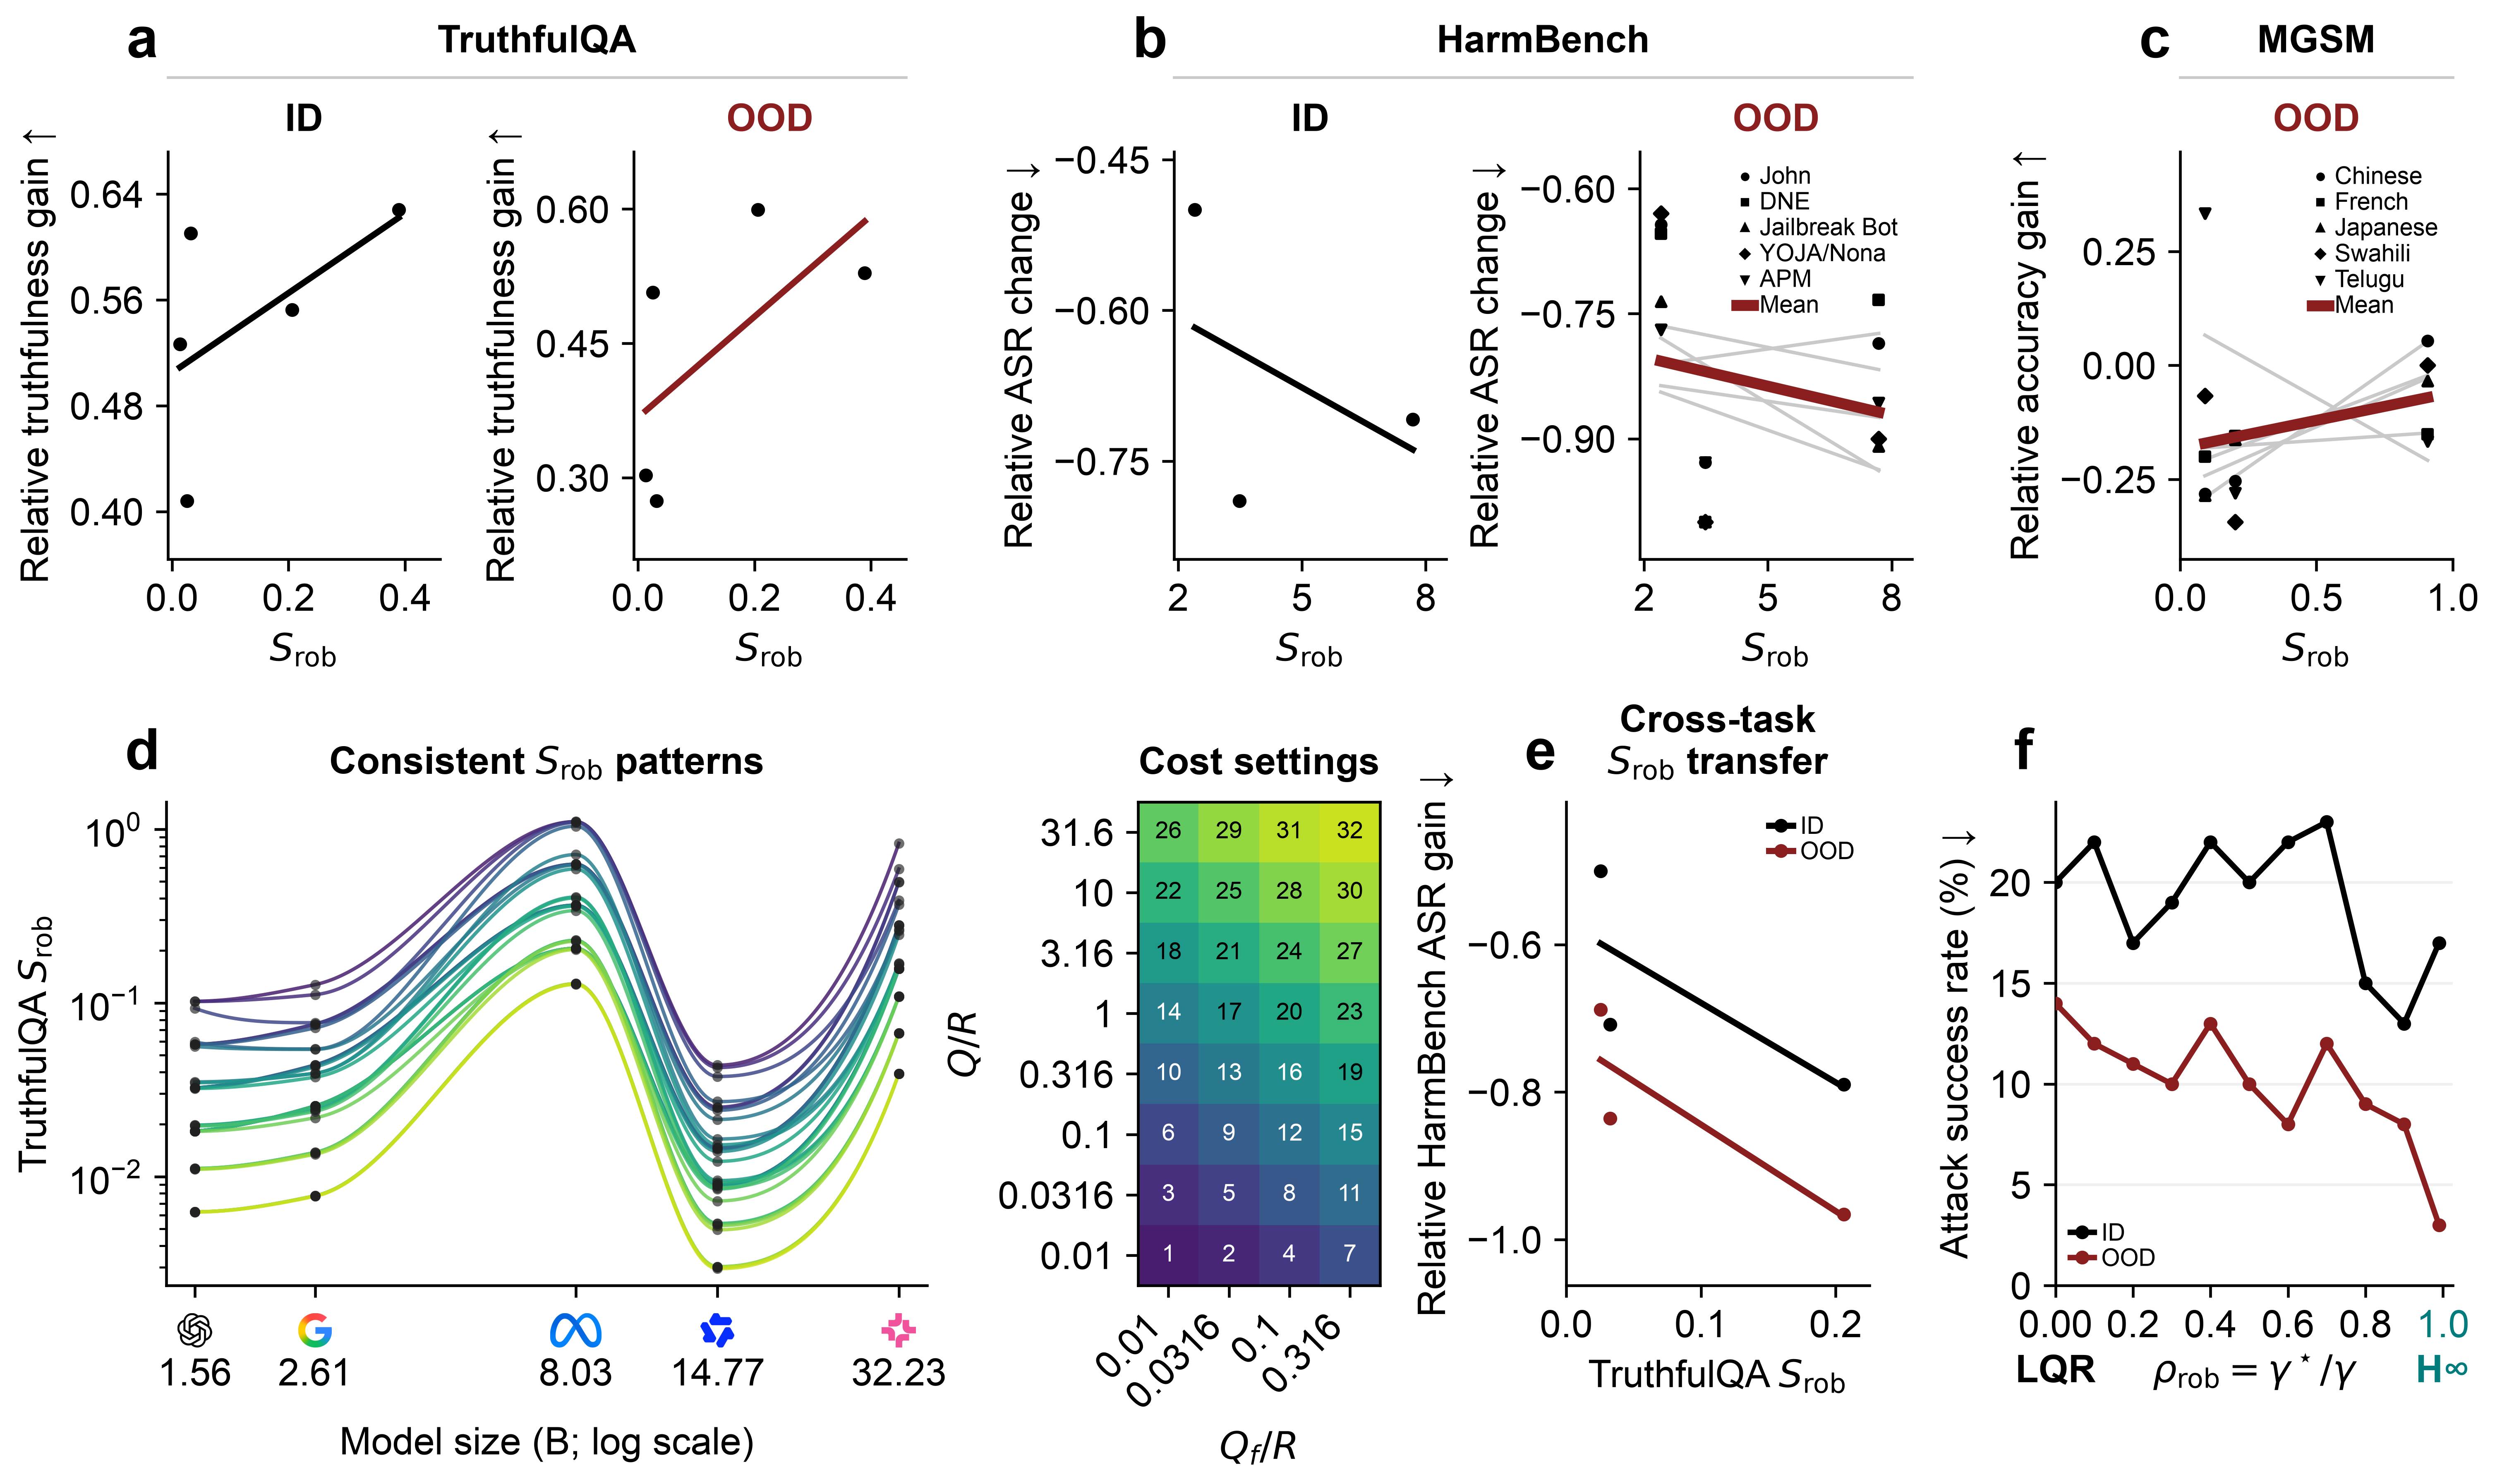 a
TruthfulQA
ID
Relative truthfulness gain ↑
0.64
0.56
0.48
0.40
0.0 0.2 0.4
S_rob
OOD
Relative truthfulness gain ↑
0.60
0.45
0.30
0.0 0.2 0.4
S_rob
b
HarmBench
ID
Relative ASR change ↓
−0.45
−0.60
−0.75
2 5 8
S_rob
OOD
Relative ASR change ↓
−0.60
−0.75
−0.90
John
DNE
Jailbreak Bot
YOJA/Nona
APM
Mean
2 5 8
S_rob
c
MGSM
OOD
Relative accuracy gain ↑
0.25
0.00
−0.25
Chinese
French
Japanese
Swahili
Telugu
Mean
0.0 0.5 1.0
S_rob
d
Consistent S_rob patterns
TruthfulQA S_rob
10⁰
10⁻¹
10⁻²
1.56 2.61 8.03 14.77 32.23
Model size (B; log scale)
Cost settings
Q/R
31.6 26 29 31 32
10 22 25 28 30
3.16 18 21 24 27
1 14 17 20 23
0.316 10 13 16 19
0.1 6 9 12 15
0.0316 3 5 8 11
0.01 1 2 4 7
0.01 0.0316 0.1 0.316
Q_f/R
e
Cross-task
S_rob transfer
Relative HarmBench ASR gain ↓
−0.6
−0.8
−1.0
ID
OOD
0.0 0.1 0.2
TruthfulQA S_rob
f
Attack success rate (%) ↓
20
15
10
5
0
ID
OOD
0.00 0.2 0.4 0.6 0.8 1.0
LQR ρ_rob = γ*/γ H∞